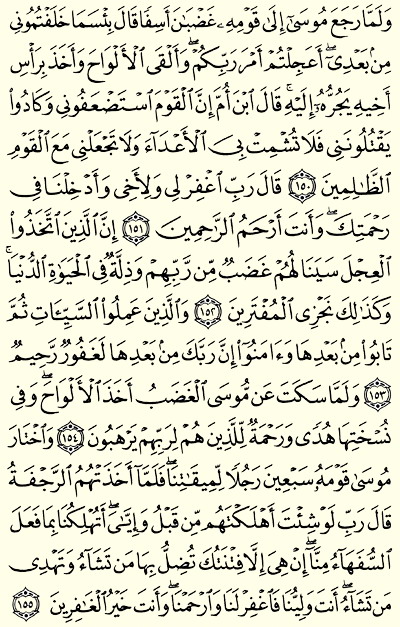 وَلَمَّا رَجَعَ مُوسَىٰٓ إِلَىٰ قَوْمِهِۦ غَضْبَٰنَ أَسِفًا قَالَ بِئْسَمَا خَلَفْتُمُونِى
مِنۢ بَعْدِىٓ ۖ أَعَجِلْتُمْ أَمْرَ رَبِّكُمْ ۖ وَأَلْقَى ٱلْأَلْوَاحَ وَأَخَذَ بِرَأْسِ
أَخِيهِ يَجُرُّهُۥٓ إِلَيْهِ ۚ قَالَ ٱبْنَ أُمَّ إِنَّ ٱلْقَوْمَ ٱسْتَضْعَفُونِى وَكَادُوا۟
يَقْتُلُونَنِى فَلَا تُشْمِتْ بِىَ ٱلْأَعْدَآءَ وَلَا تَجْعَلْنِى مَعَ ٱلْقَوْمِ
ٱلظَّٰلِمِينَ ١٥٠ قَالَ رَبِّ ٱغْفِرْ لِى وَلِأَخِى وَأَدْخِلْنَا فِى
رَحْمَتِكَ ۖ وَأَنتَ أَرْحَمُ ٱلرَّٰحِمِينَ ١٥١ إِنَّ ٱلَّذِينَ ٱتَّخَذُوا۟
ٱلْعِجْلَ سَيَنَالُهُمْ غَضَبٌ مِّن رَّبِّهِمْ وَذِلَّةٌ فِى ٱلْحَيَوٰةِ ٱلدُّنْيَا ۚ
وَكَذَٰلِكَ نَجْزِى ٱلْمُفْتَرِينَ ١٥٢ وَٱلَّذِينَ عَمِلُوا۟ ٱلسَّيِّـَٔاتِ ثُمَّ
تَابُوا۟ مِنۢ بَعْدِهَا وَءَامَنُوٓا۟ إِنَّ رَبَّكَ مِنۢ بَعْدِهَا لَغَفُورٌ رَّحِيمٌ
١٥٣ وَلَمَّا سَكَتَ عَن مُّوسَى ٱلْغَضَبُ أَخَذَ ٱلْأَلْوَاحَ ۖ وَفِى
نُسْخَتِهَا هُدًى وَرَحْمَةٌ لِّلَّذِينَ هُمْ لِرَبِّهِمْ يَرْهَبُونَ ١٥٤ وَٱخْتَارَ
مُوسَىٰ قَوْمَهُۥ سَبْعِينَ رَجُلًا لِّمِيقَٰتِنَا ۖ فَلَمَّآ أَخَذَتْهُمُ ٱلرَّجْفَةُ
قَالَ رَبِّ لَوْ شِئْتَ أَهْلَكْتَهُم مِّن قَبْلُ وَإِيَّٰىَ ۖ أَتُهْلِكُنَا بِمَا فَعَلَ
ٱلسُّفَهَآءُ مِنَّآ ۖ إِنْ هِىَ إِلَّا فِتْنَتُكَ تُضِلُّ بِهَا مَن تَشَآءُ وَتَهْدِى
مَن تَشَآءُ ۖ أَنتَ وَلِيُّنَا فَٱغْفِرْ لَنَا وَٱرْحَمْنَا ۖ وَأَنتَ خَيْرُ ٱلْغَٰفِرِينَ ١٥٥